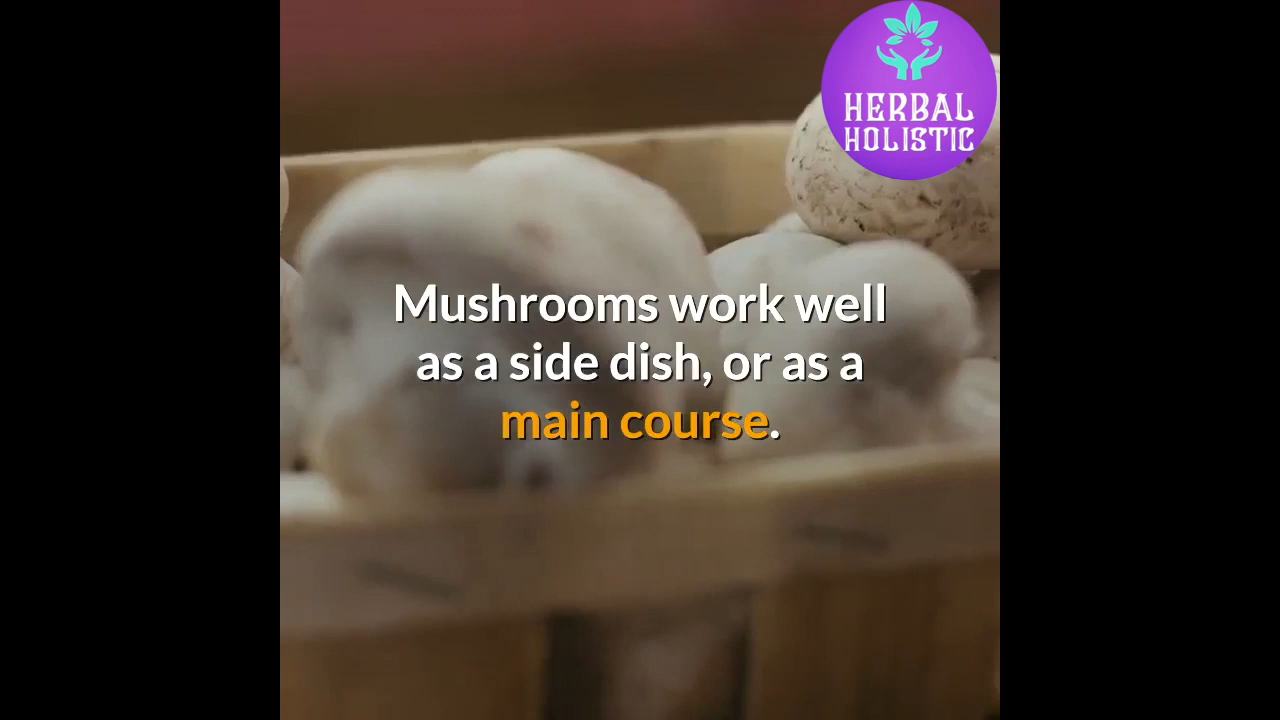 HERBAL
HOLISTIC
Mushrooms work well
as a side dish, or as a
main course.